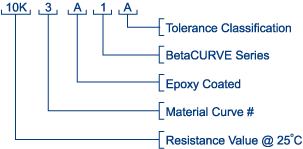 10K 3 A 1 A
Tolerance Classification
BetaCURVE Series
Epoxy Coated
Material Curve #
Resistance Value @ 25°C